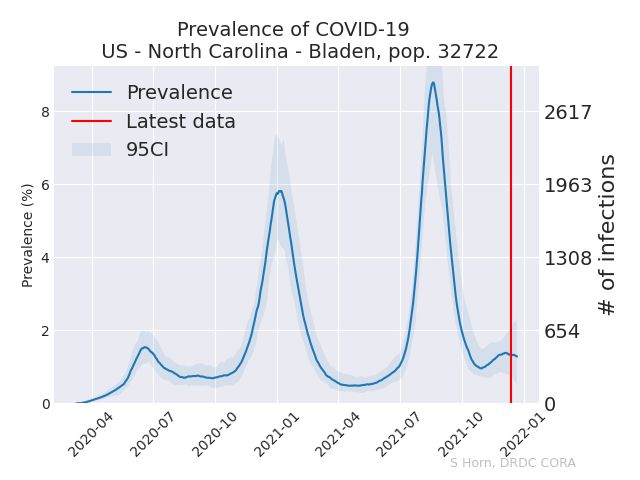 Prevalence of COVID-19
US - North Carolina - Bladen, pop. 32722
Prevalence
Latest data
95CI
Prevalence (%)
8
6
4
2
0
2617
1963
1308
654
0
# of infections
2020-04
2020-07
2020-10
2021-01
2021-04
2021-07
2021-10
2022-01
S Horn, DRDC CORA